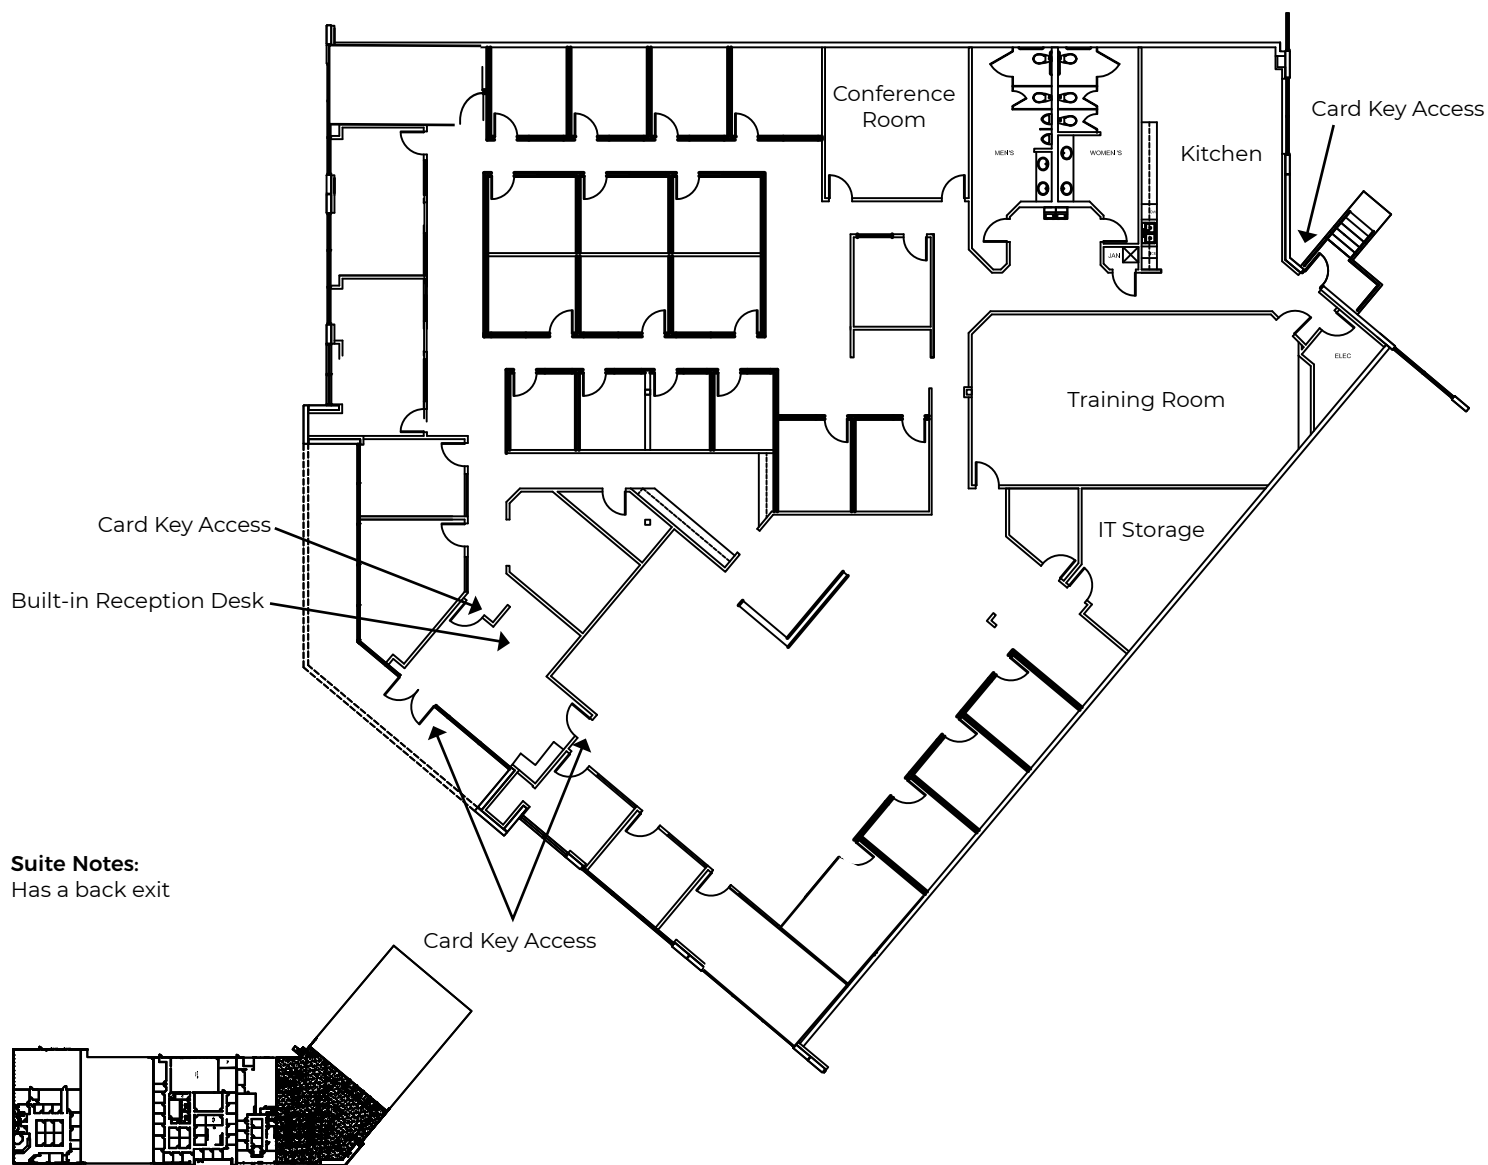 Conference
Room
Card Key Access
MEN'S
WOMEN'S
Kitchen
JAN
ELEC
Training Room
Card Key Access
IT Storage
Built-in Reception Desk
Suite Notes:
Has a back exit
Card Key Access